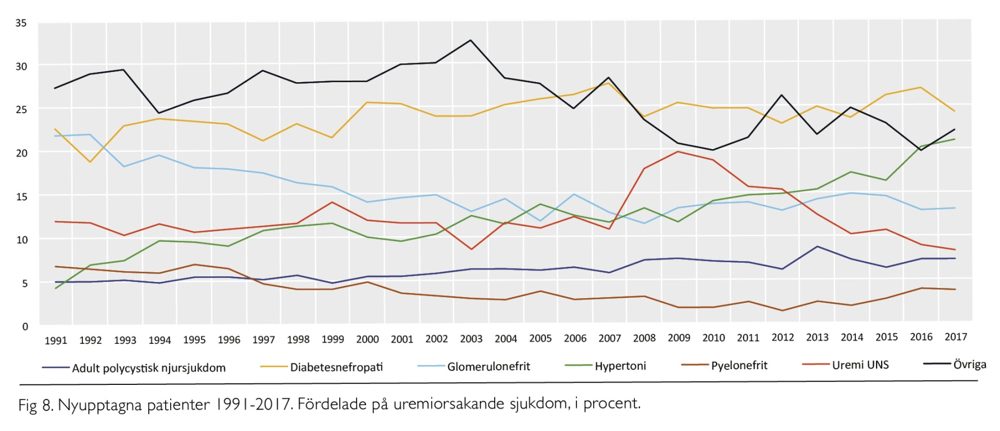 35
30
25
20
15
10
5
0
1991 1992 1993 1994 1995 1996 1997 1998 1999 2000 2001 2002 2003 2004 2005 2006 2007 2008 2009 2010 2011 2012 2013 2014 2015 2016 2017
Adult polycystisk njursjukdom Diabetesnefropati Glomerulonefrit Hypertoni Pyelonefrit Uremi UNS Övriga
Fig 8. Nyupptagna patienter 1991-2017. Fördelade på uremiorsakande sjukdom, i procent.